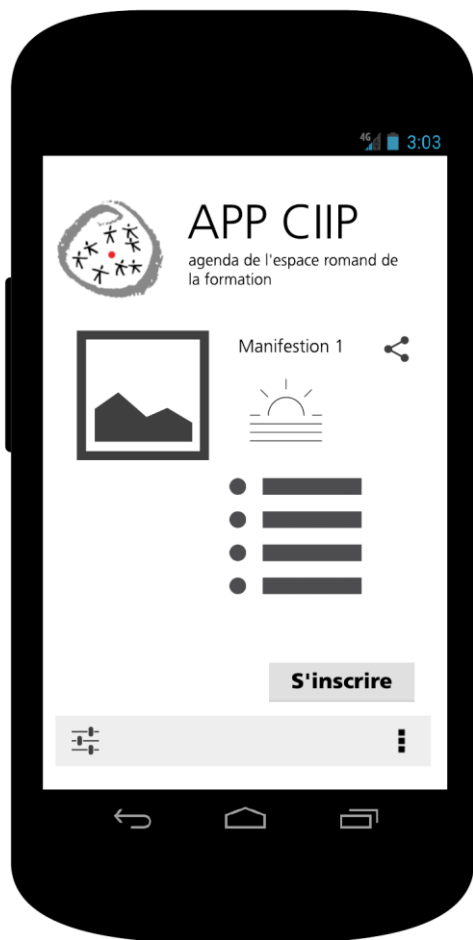 4G 3:03
APP CIIP
agenda de l'espace romand de
la formation
Manifestion 1
S'inscrire